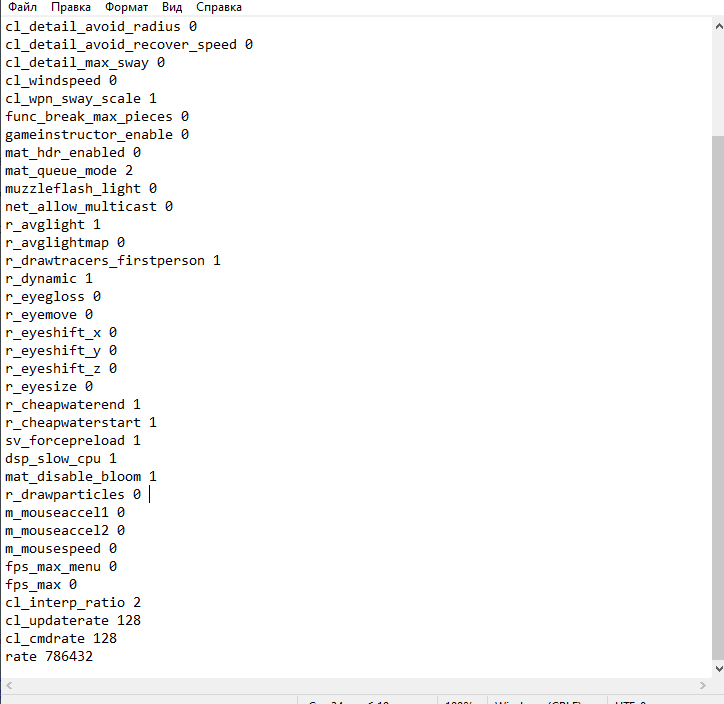 Файл Правка Формат Вид Справка
cl_detail_avoid_radius 0
cl_detail_avoid_recover_speed 0
cl_detail_max_sway 0
cl_windspeed 0
cl_wpn_sway_scale 1
func_break_max_pieces 0
gameinstructor_enable 0
mat_hdr_enabled 0
mat_queue_mode 2
muzzleflash_light 0
net_allow_multicast 0
r_avglight 1
r_avglightmap 0
r_drawtracers_firstperson 1
r_dynamic 1
r_eyegloss 0
r_eyemove 0
r_eyeshift_x 0
r_eyeshift_y 0
r_eyeshift_z 0
r_eyesize 0
r_cheapwaterend 1
r_cheapwaterstart 1
sv_forcepreload 1
dsp_slow_cpu 1
mat_disable_bloom 1
r_drawparticles 0
m_mouseaccel1 0
m_mouseaccel2 0
m_mousespeed 0
fps_max_menu 0
fps_max 0
cl_interp_ratio 2
cl_updaterate 128
cl_cmdrate 128
rate 786432